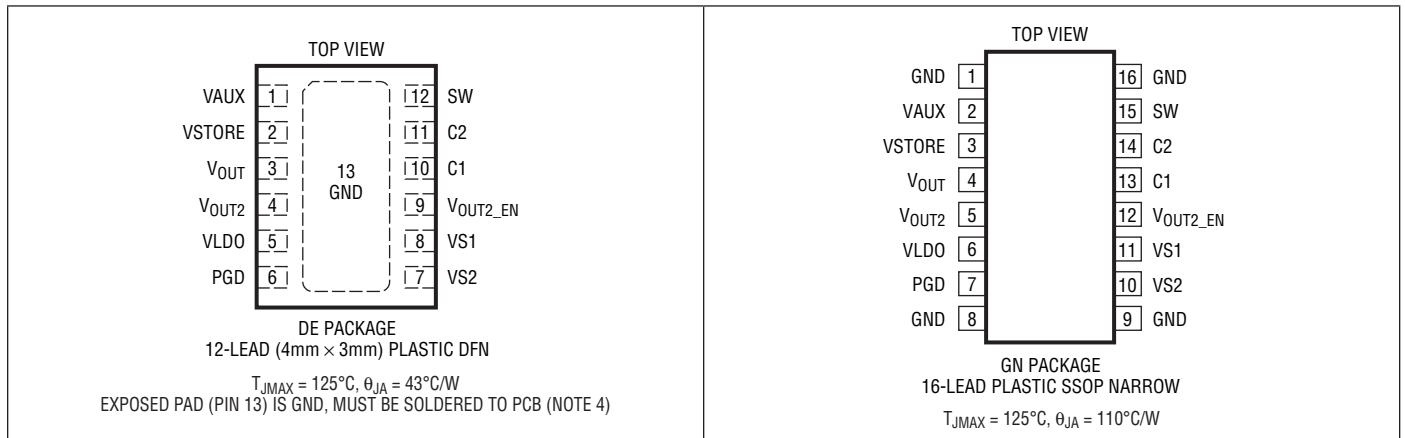 TOP VIEW
VAUX 1 12 SW
VSTORE 2 11 C2
VOUT 3 10 C1
13
GND
VOUT2 4 9 VOUT2_EN
VLDO 5 8 VS1
PGD 6 7 VS2
DE PACKAGE
12-LEAD (4mm × 3mm) PLASTIC DFN
TJMAX = 125°C, θJA = 43°C/W
EXPOSED PAD (PIN 13) IS GND, MUST BE SOLDERED TO PCB (NOTE 4)
TOP VIEW
GND 1 16 GND
VAUX 2 15 SW
VSTORE 3 14 C2
VOUT 4 13 C1
VOUT2 5 12 VOUT2_EN
VLDO 6 11 VS1
PGD 7 10 VS2
GND 8 9 GND
GN PACKAGE
16-LEAD PLASTIC SSOP NARROW
TJMAX = 125°C, θJA = 110°C/W